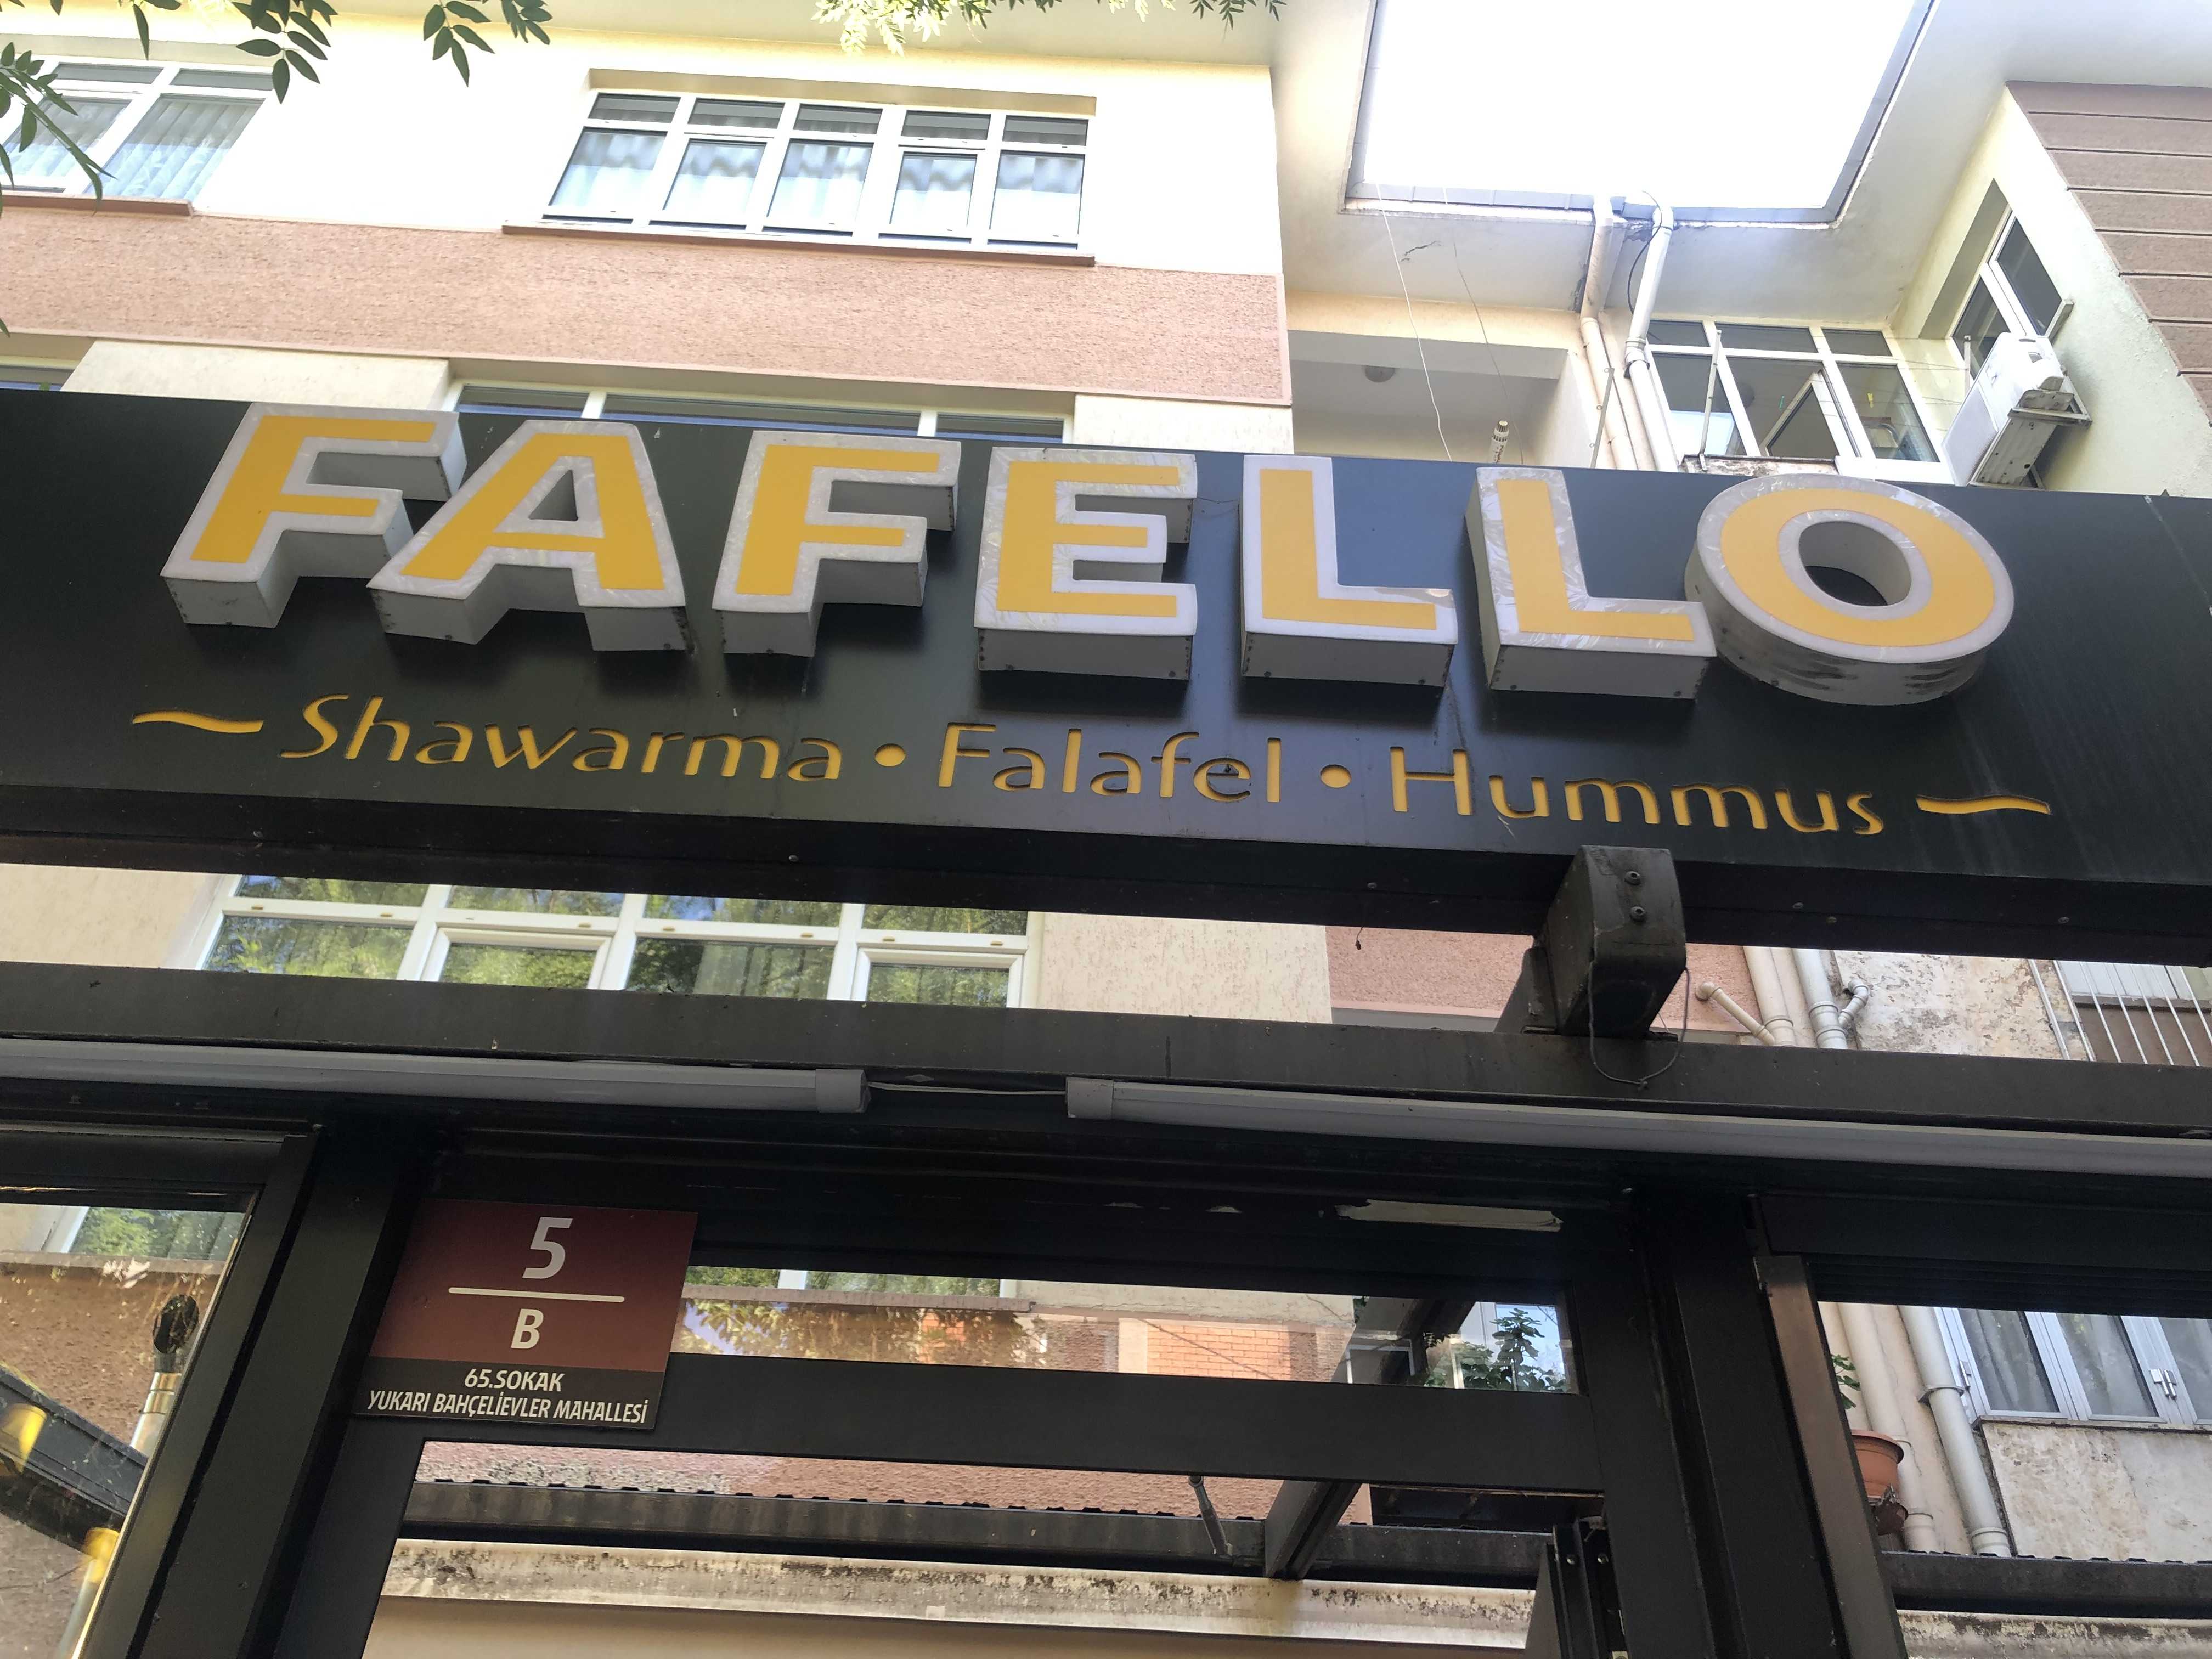 FAFELLO
~Shawarma • Falafel • Hummus~
5
B
65.SOKAK
YUKARI BAHÇELİEVLER MAHALLESİ